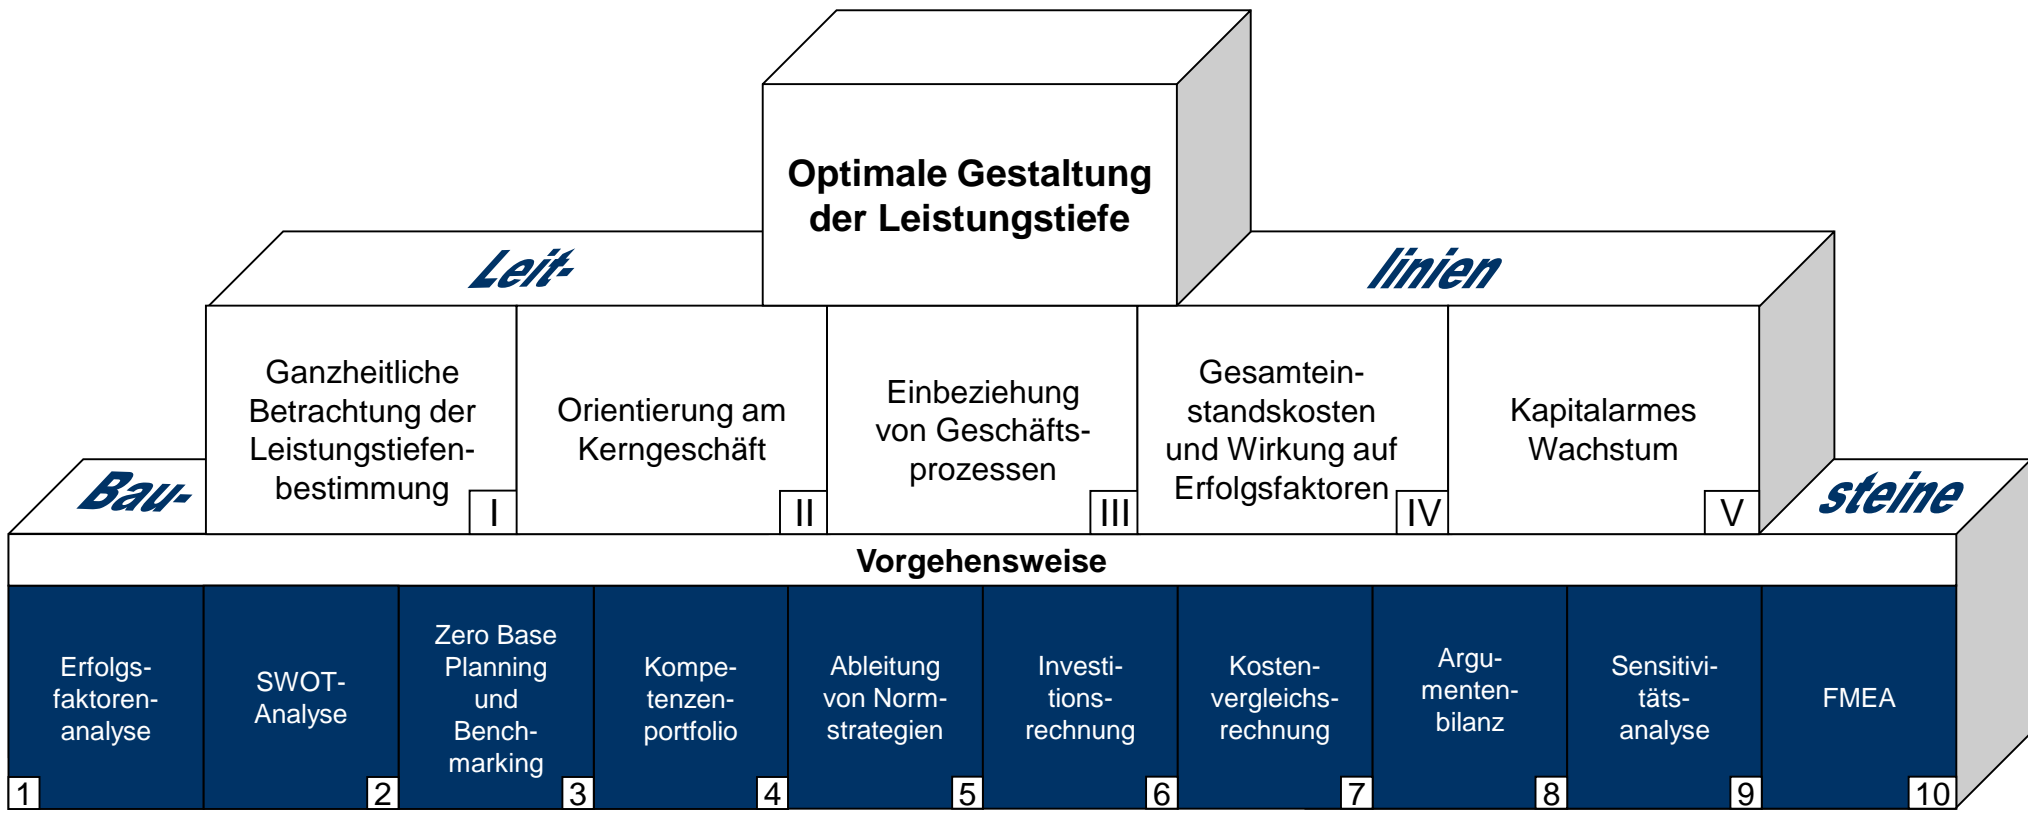 Optimale Gestaltung
der Leistungstiefe
Leit-
linien
Ganzheitliche
Betrachtung der
Leistungstiefen-
bestimmung
I
Orientierung am
Kerngeschäft
II
Einbeziehung
von Geschäfts-
prozessen
III
Gesamtein-
standskosten
und Wirkung auf
Erfolgsfaktoren
IV
Kapitalarmes
Wachstum
V
Bau-
steine
Vorgehensweise
Erfolgs-
faktoren-
analyse
1
SWOT-
Analyse
2
Zero Base
Planning
und
Bench-
marking
3
Kompe-
tenzen-
portfolio
4
Ableitung
von Norm-
strategien
5
Investi-
tions-
rechnung
6
Kosten-
vergleichs-
rechnung
7
Argu-
menten-
bilanz
8
Sensitivi-
täts-
analyse
9
FMEA
10